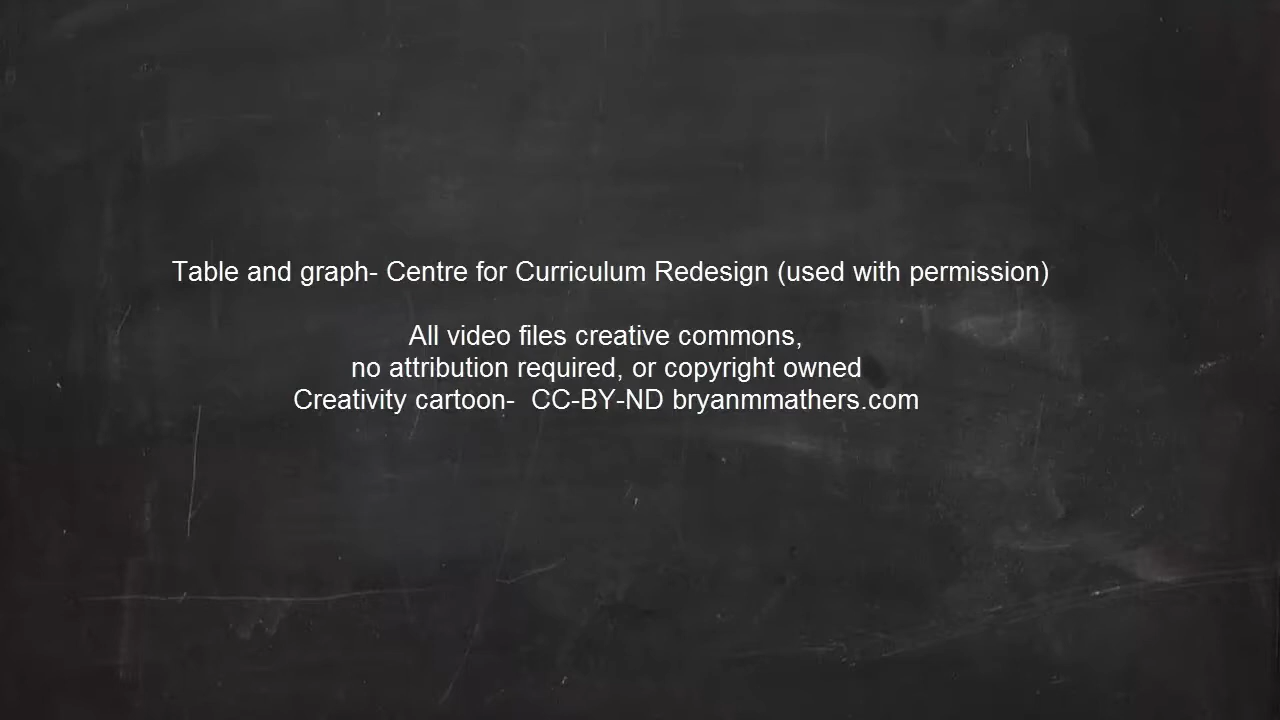 Table and graph- Centre for Curriculum Redesign (used with permission)
All video files creative commons,
no attribution required, or copyright owned
Creativity cartoon-  CC-BY-ND bryanmmathers.com